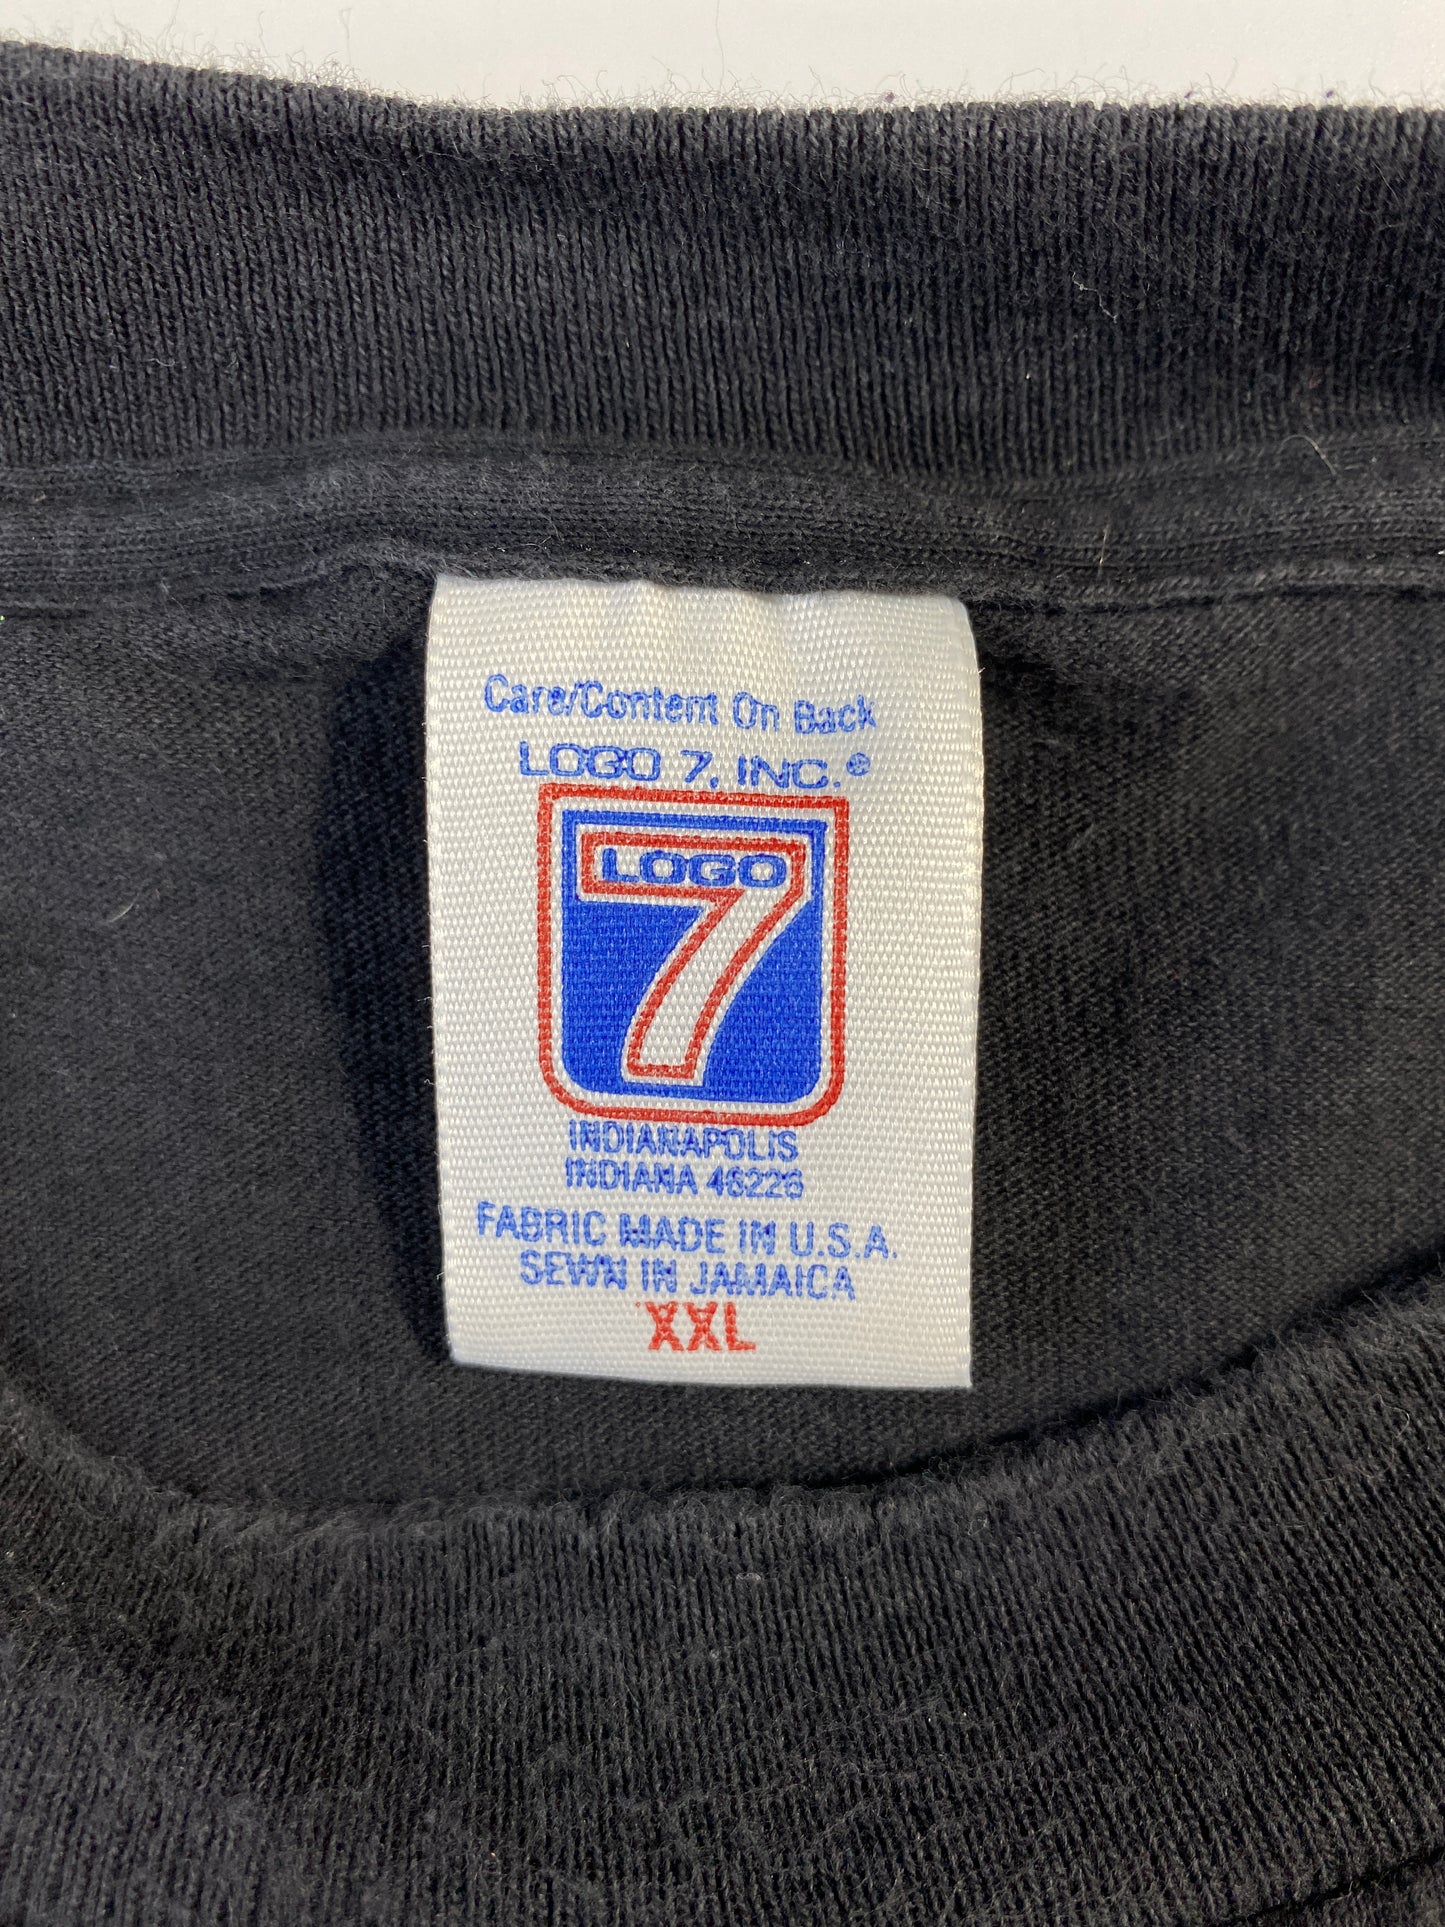 Care/Content On Back
LOGO 7, INC.®
LOGO
7
INDIANAPOLIS
INDIANA 46226
FABRIC MADE IN U.S.A.
SEWN IN JAMAICA
XXL